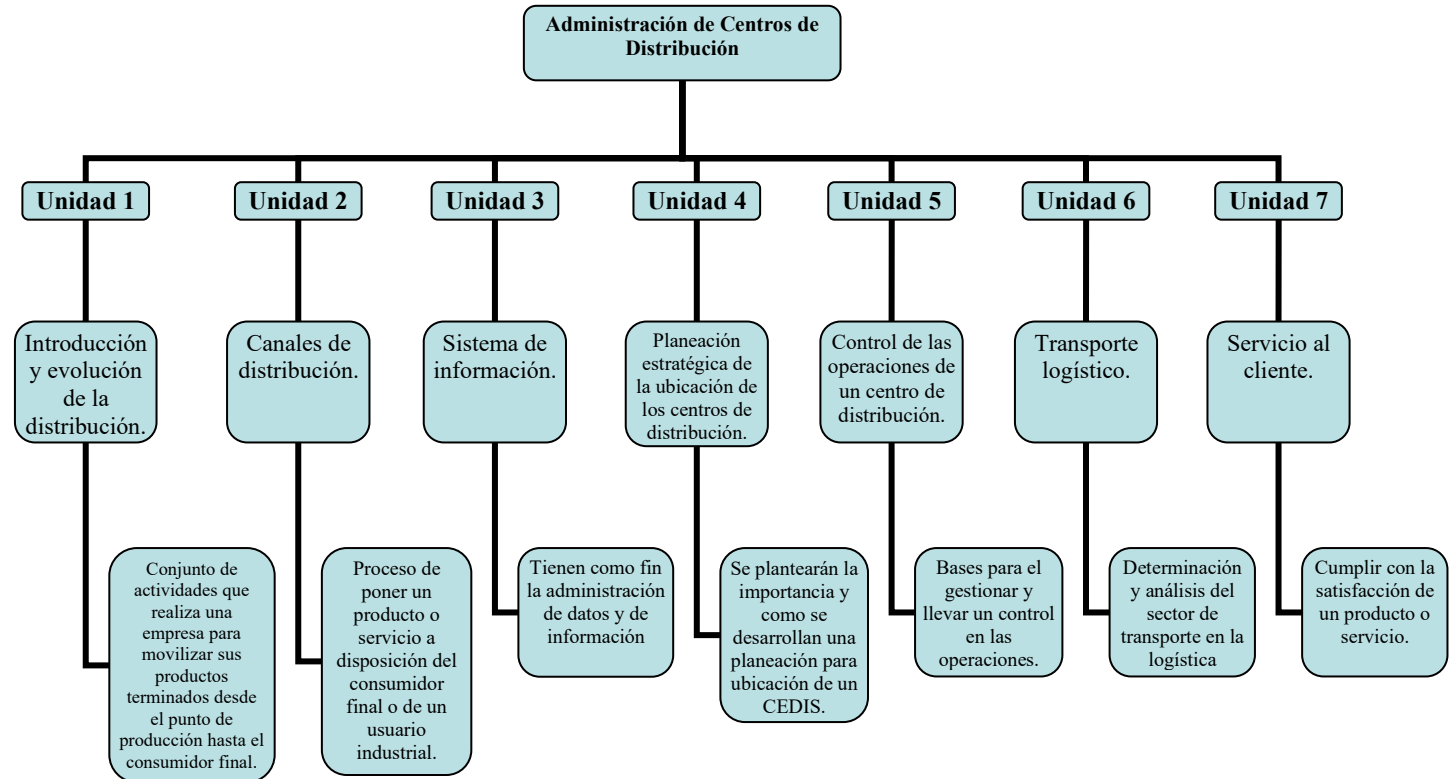 Administración de Centros de
Distribución
Unidad 1
Unidad 2
Unidad 3
Unidad 4
Unidad 5
Unidad 6
Unidad 7
Introducción
y evolución
de la
distribución.
Canales de
distribución.
Sistema de
información.
Planeación
estratégica de
la ubicación de
los centros de
distribución.
Control de las
operaciones de
un centro de
distribución.
Transporte
logístico.
Servicio al
cliente.
Conjunto de
actividades que
realiza una
empresa para
movilizar sus
productos
terminados desde
el punto de
producción hasta el
consumidor final.
Proceso de
poner un
producto o
servicio a
disposición del
consumidor
final o de un
usuario
industrial.
Tienen como fin
la administración
de datos y de
información
Se plantearán la
importancia y
como se
desarrollan una
planeación para
ubicación de un
CEDIS.
Bases para el
gestionar y
llevar un control
en las
operaciones.
Determinación
y análisis del
sector de
transporte en la
logística
Cumplir con la
satisfacción de
un producto o
servicio.